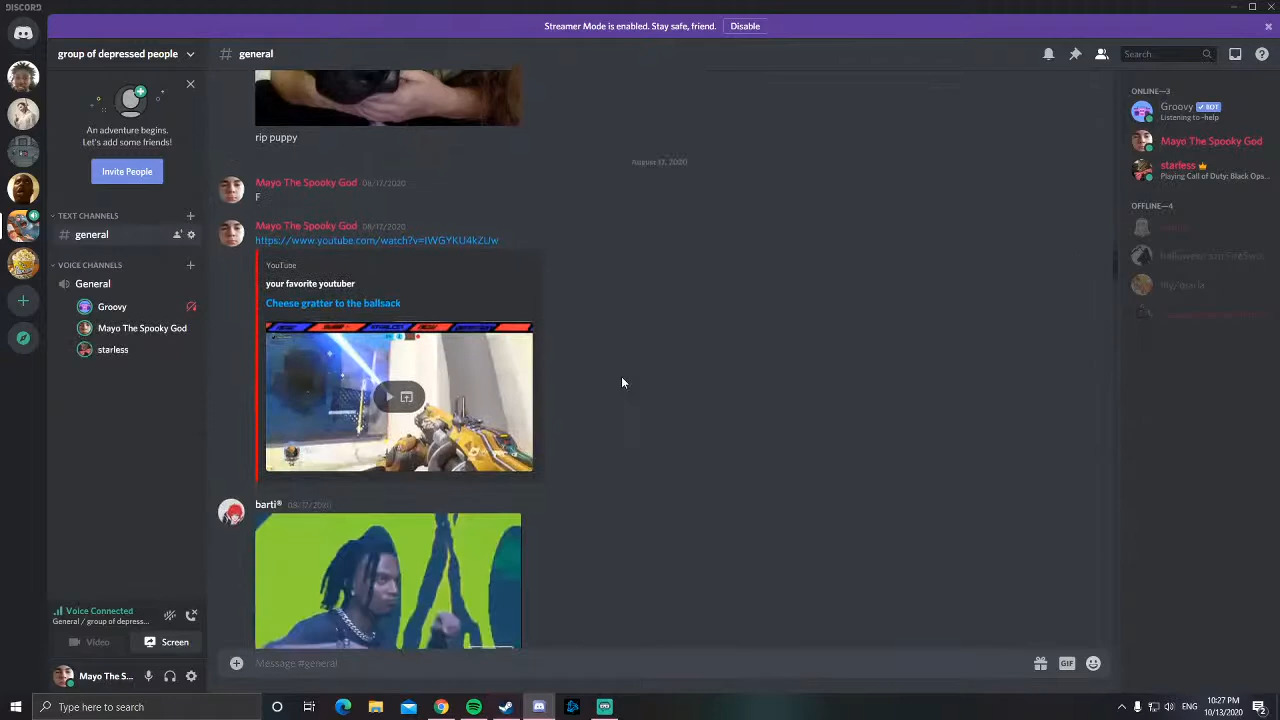 DISCORD
Streamer Mode is enabled. Stay safe, friend.
Disable
group of depressed people
# general
Search...
An adventure begins.
Let's add some friends!
Invite People
TEXT CHANNELS
# general
VOICE CHANNELS
General
Groovy
Mayo The Spooky God
starless
Voice Connected
General / group of depress...
Video
Screen
Mayo The S...
rip puppy
August 17, 2020
Mayo The Spooky God 08/17/2020
F
Mayo The Spooky God 08/17/2020
https://www.youtube.com/watch?v=IWGYKU4kZUw
YouTube
your favorite youtuber
Cheese gratter to the ballsack
barti® 08/17/2020
Message #general
GIF
ONLINE—3
Groovy BOT
Listening to -help
Mayo The Spooky God
starless
Playing Call of Duty: Black Ops...
OFFLINE—4
Type here to search
ENG
10:27 PM
10/13/2020
2